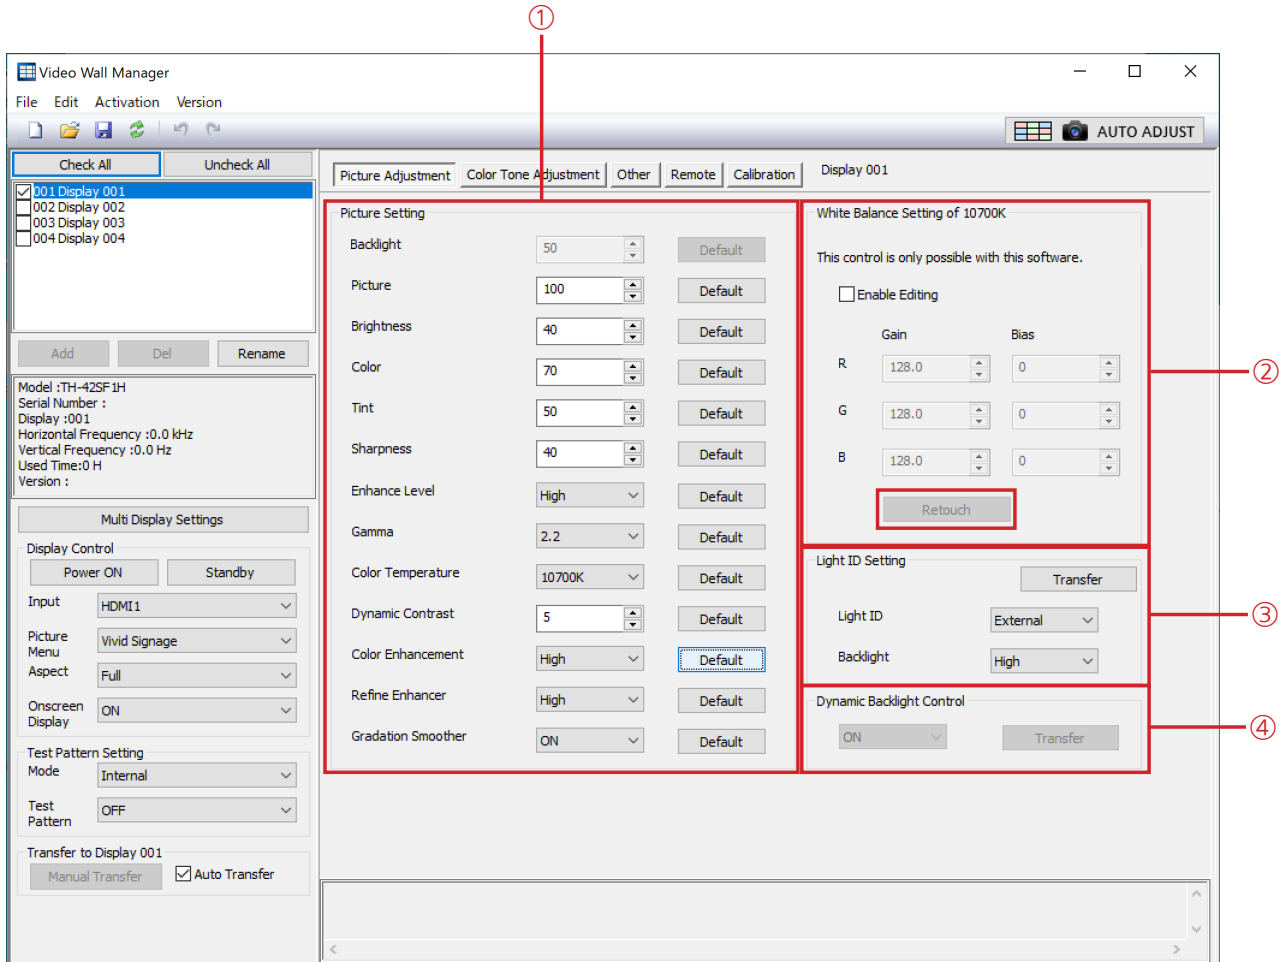 ①
Video Wall Manager
File Edit Activation Version
AUTO ADJUST
Check All Uncheck All
001 Display 001
002 Display 002
003 Display 003
004 Display 004
Add Del Rename
Model :TH-42SF1H
Serial Number :
Display :001
Horizontal Frequency :0.0 kHz
Vertical Frequency :0.0 Hz
Used Time:0 H
Version :
Multi Display Settings
Display Control
Power ON Standby
Input HDMI1
Picture Menu Vivid Signage
Aspect Full
Onscreen Display ON
Test Pattern Setting
Mode Internal
Test Pattern OFF
Transfer to Display 001
Manual Transfer Auto Transfer
Picture Adjustment Color Tone Adjustment Other Remote Calibration Display 001
Picture Setting
Backlight 50 Default
Picture 100 Default
Brightness 40 Default
Color 70 Default
Tint 50 Default
Sharpness 40 Default
Enhance Level High Default
Gamma 2.2 Default
Color Temperature 10700K Default
Dynamic Contrast 5 Default
Color Enhancement High Default
Refine Enhancer High Default
Gradation Smoother ON Default
White Balance Setting of 10700K
This control is only possible with this software.
Enable Editing
Gain Bias
R 128.0 0
②
G 128.0 0
B 128.0 0
Retouch
Light ID Setting
Transfer
Light ID External
③
Backlight High
Dynamic Backlight Control
ON Transfer
④